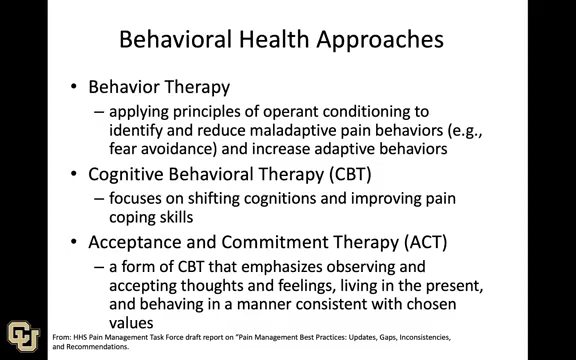 Behavioral Health Approaches
• Behavior Therapy
– applying principles of operant conditioning to
identify and reduce maladaptive pain behaviors (e.g.,
fear avoidance) and increase adaptive behaviors
• Cognitive Behavioral Therapy (CBT)
– focuses on shifting cognitions and improving pain
coping skills
• Acceptance and Commitment Therapy (ACT)
– a form of CBT that emphasizes observing and
accepting thoughts and feelings, living in the present,
and behaving in a manner consistent with chosen
values
CU
From: HHS Pain Management Task Force draft report on "Pain Management Best Practices: Updates, Gaps, Inconsistencies,
and Recommendations.